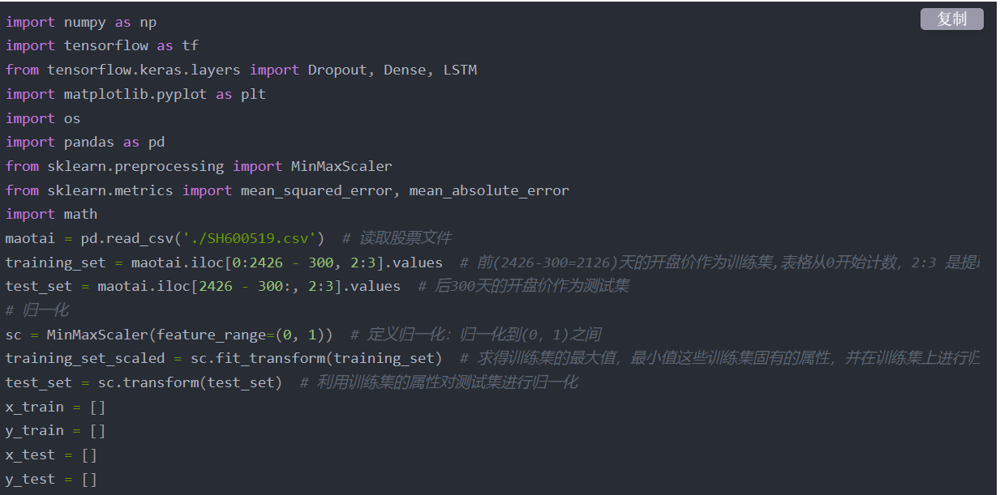 复制
import numpy as np
import tensorflow as tf
from tensorflow.keras.layers import Dropout, Dense, LSTM
import matplotlib.pyplot as plt
import os
import pandas as pd
from sklearn.preprocessing import MinMaxScaler
from sklearn.metrics import mean_squared_error, mean_absolute_error
import math
maotai = pd.read_csv('./SH600519.csv')  # 读取股票文件
training_set = maotai.iloc[0:2426 - 300, 2:3].values  # 前(2426-300=2126)天的开盘价作为训练集,表格从0开始计数，2:3 是提
test_set = maotai.iloc[2426 - 300:, 2:3].values  # 后300天的开盘价作为测试集
# 归一化
sc = MinMaxScaler(feature_range=(0, 1))  # 定义归一化：归一化到(0，1)之间
training_set_scaled = sc.fit_transform(training_set)  # 求得训练集的最大值，最小值这些训练集固有的属性，并在训练集上进行归
test_set = sc.transform(test_set)  # 利用训练集的属性对测试集进行归一化
x_train = []
y_train = []
x_test = []
y_test = []